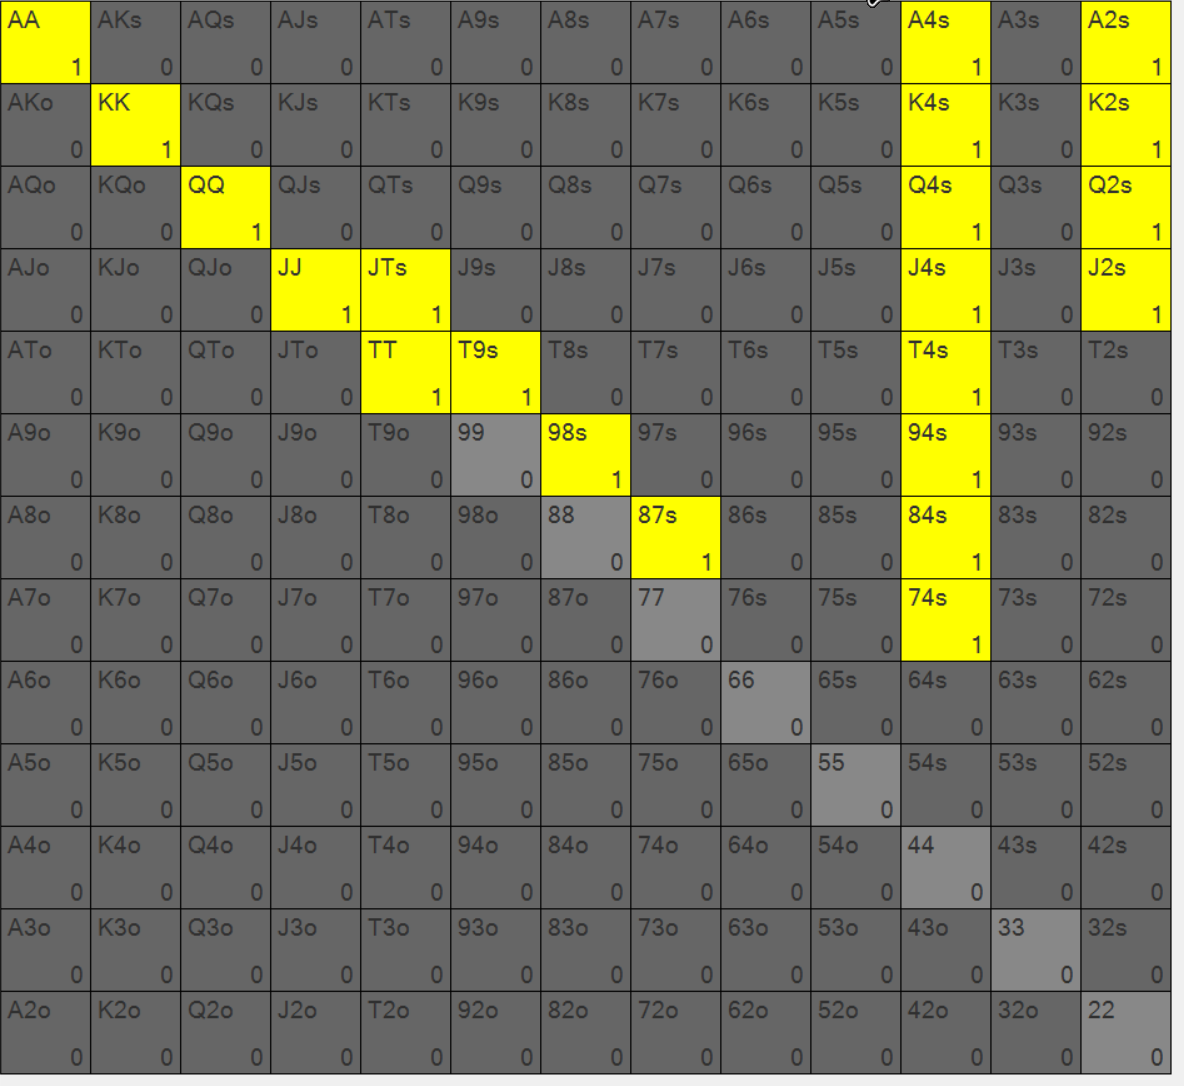 AA AKs AQs AJs ATs A9s A8s A7s A6s A5s A4s A3s A2s
1 0 0 0 0 0 0 0 0 0 1 0 1
AKo KK KQs KJs KTs K9s K8s K7s K6s K5s K4s K3s K2s
0 1 0 0 0 0 0 0 0 0 1 0 1
AQo KQo QQ QJs QTs Q9s Q8s Q7s Q6s Q5s Q4s Q3s Q2s
0 0 1 0 0 0 0 0 0 0 1 0 1
AJo KJo QJo JJ JTs J9s J8s J7s J6s J5s J4s J3s J2s
0 0 0 1 1 0 0 0 0 0 1 0 1
ATo KTo QTo JTo TT T9s T8s T7s T6s T5s T4s T3s T2s
0 0 0 0 1 1 0 0 0 0 1 0 0
A9o K9o Q9o J9o T9o 99 98s 97s 96s 95s 94s 93s 92s
0 0 0 0 0 0 1 0 0 0 1 0 0
A8o K8o Q8o J8o T8o 98o 88 87s 86s 85s 84s 83s 82s
0 0 0 0 0 0 0 1 0 0 1 0 0
A7o K7o Q7o J7o T7o 97o 87o 77 76s 75s 74s 73s 72s
0 0 0 0 0 0 0 0 0 0 1 0 0
A6o K6o Q6o J6o T6o 96o 86o 76o 66 65s 64s 63s 62s
0 0 0 0 0 0 0 0 0 0 0 0 0
A5o K5o Q5o J5o T5o 95o 85o 75o 65o 55 54s 53s 52s
0 0 0 0 0 0 0 0 0 0 0 0 0
A4o K4o Q4o J4o T4o 94o 84o 74o 64o 54o 44 43s 42s
0 0 0 0 0 0 0 0 0 0 0 0 0
A3o K3o Q3o J3o T3o 93o 83o 73o 63o 53o 43o 33 32s
0 0 0 0 0 0 0 0 0 0 0 0 0
A2o K2o Q2o J2o T2o 92o 82o 72o 62o 52o 42o 32o 22
0 0 0 0 0 0 0 0 0 0 0 0 0